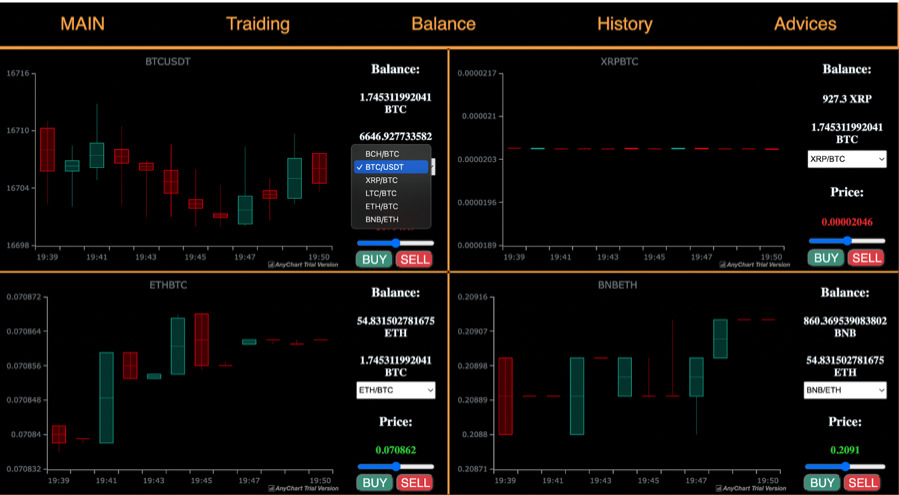 MAIN Traiding Balance History Advices
BTCUSDT
16716
16710
16704
16698
19:39 19:41 19:43 19:45 19:47 19:50
AnyChart Trial Version
Balance:
1.745311992041
BTC
6646.927733582
BCH/BTC
✓ BTC/USDT
XRP/BTC
LTC/BTC
ETH/BTC
BNB/ETH
BUY SELL
XRPBTC
0.0000217
0.000021
0.0000203
0.0000196
0.0000189
19:39 19:41 19:43 19:45 19:47 19:50
AnyChart Trial Version
Balance:
927.3 XRP
1.745311992041
BTC
XRP/BTC
Price:
0.00002046
BUY SELL
ETHBTC
0.070872
0.070864
0.070856
0.070848
0.07084
0.070832
19:39 19:41 19:43 19:45 19:47 19:50
AnyChart Trial Version
Balance:
54.831502781675
ETH
1.745311992041
BTC
ETH/BTC
Price:
0.070862
BUY SELL
BNBETH
0.20916
0.20907
0.20898
0.20889
0.2088
0.20871
19:39 19:41 19:43 19:45 19:47 19:50
AnyChart Trial Version
Balance:
860.369539083802
BNB
54.831502781675
ETH
BNB/ETH
Price:
0.2091
BUY SELL